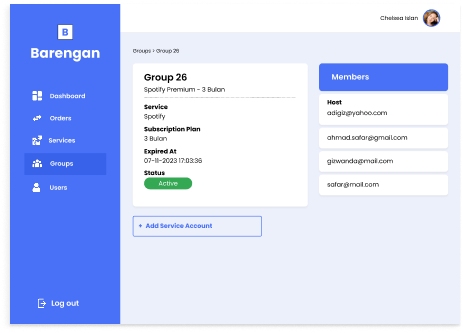 B
Barengan
Dashboard
Orders
Services
Groups
Users
Log out
Chelsea Islan
Groups > Group 26
Group 26
Spotify Premium - 3 Bulan
Service
Spotify
Subscription Plan
3 Bulan
Expired At
07-11-2023 17:03:36
Status
Active
+ Add Service Account
Members
Host
adigiz@yahoo.com
ahmad.safar@gmail.com
gizwanda@mail.com
safar@mail.com